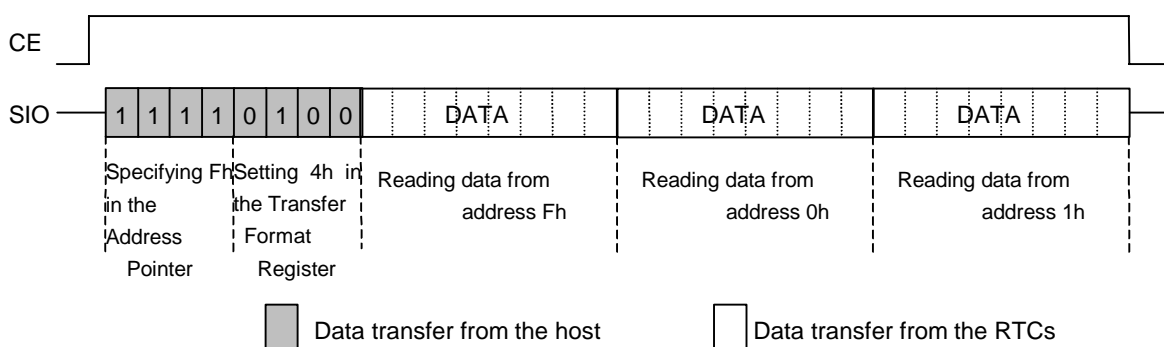 CE
SIO 1 1 1 1 0 1 0 0 DATA DATA DATA
Specifying Fh
in the
Address
Pointer
Setting 4h in
the Transfer
Format
Register
Reading data from
address Fh
Reading data from
address 0h
Reading data from
address 1h
Data transfer from the host
Data transfer from the RTCs